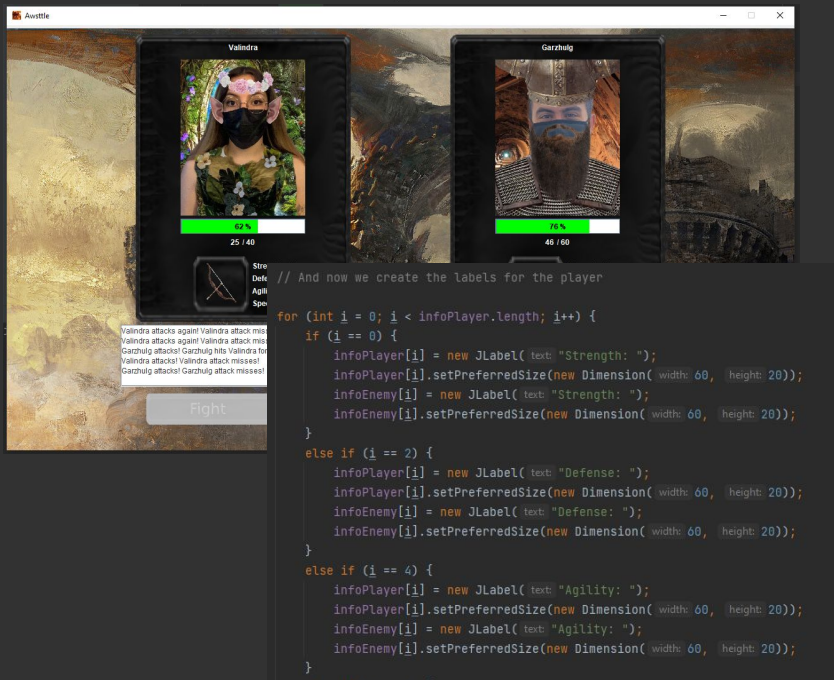 Awsttle
Valindra
Garzhulg
62 %
76 %
25 / 40
46 / 60
Stre
Defe
Agili
Spe
Valindra attacks again! Valindra attack mis
Valindra attacks again! Valindra attack mis
Garzhulg attacks! Garzhulg hits Valindra for
Valindra attacks! Valindra attack misses!
Garzhulg attacks! Garzhulg attack misses!
Fight
// And now we create the labels for the player
for (int i = 0; i < infoPlayer.length; i++) {
if (i == 0) {
infoPlayer[i] = new JLabel( text: "Strength: ");
infoPlayer[i].setPreferredSize(new Dimension( width: 60, height: 20));
infoEnemy[i] = new JLabel( text: "Strength: ");
infoEnemy[i].setPreferredSize(new Dimension( width: 60, height: 20));
}
else if (i == 2) {
infoPlayer[i] = new JLabel( text: "Defense: ");
infoPlayer[i].setPreferredSize(new Dimension( width: 60, height: 20));
infoEnemy[i] = new JLabel( text: "Defense: ");
infoEnemy[i].setPreferredSize(new Dimension( width: 60, height: 20));
}
else if (i == 4) {
infoPlayer[i] = new JLabel( text: "Agility: ");
infoPlayer[i].setPreferredSize(new Dimension( width: 60, height: 20));
infoEnemy[i] = new JLabel( text: "Agility: ");
infoEnemy[i].setPreferredSize(new Dimension( width: 60, height: 20));
}